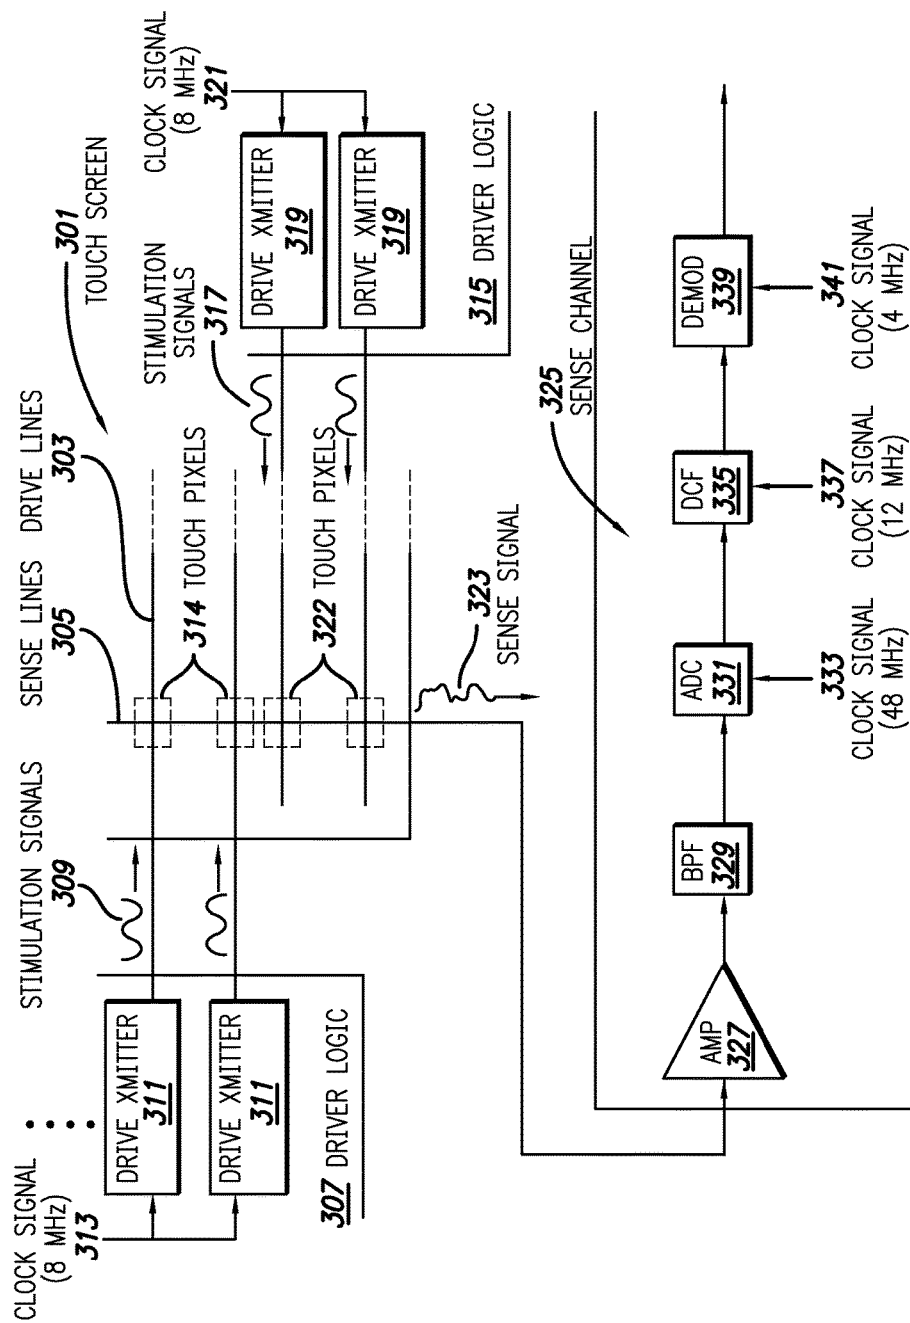 301
TOUCH SCREEN
SENSE LINES
305
DRIVE LINES
303
STIMULATION SIGNALS
309
CLOCK SIGNAL
(8 MHz)
313
DRIVE XMITTER
311
DRIVE XMITTER
311
307 DRIVER LOGIC
314 TOUCH PIXELS
322 TOUCH PIXELS
STIMULATION
SIGNALS
317
CLOCK SIGNAL
(8 MHz)
321
DRIVE XMITTER
319
DRIVE XMITTER
319
315 DRIVER LOGIC
323
SENSE SIGNAL
325
SENSE CHANNEL
AMP
327
BPF
329
ADC
331
DCF
335
DEMOD
339
333
CLOCK SIGNAL
(48 MHz)
337
CLOCK SIGNAL
(12 MHz)
341
CLOCK SIGNAL
(4 MHz)